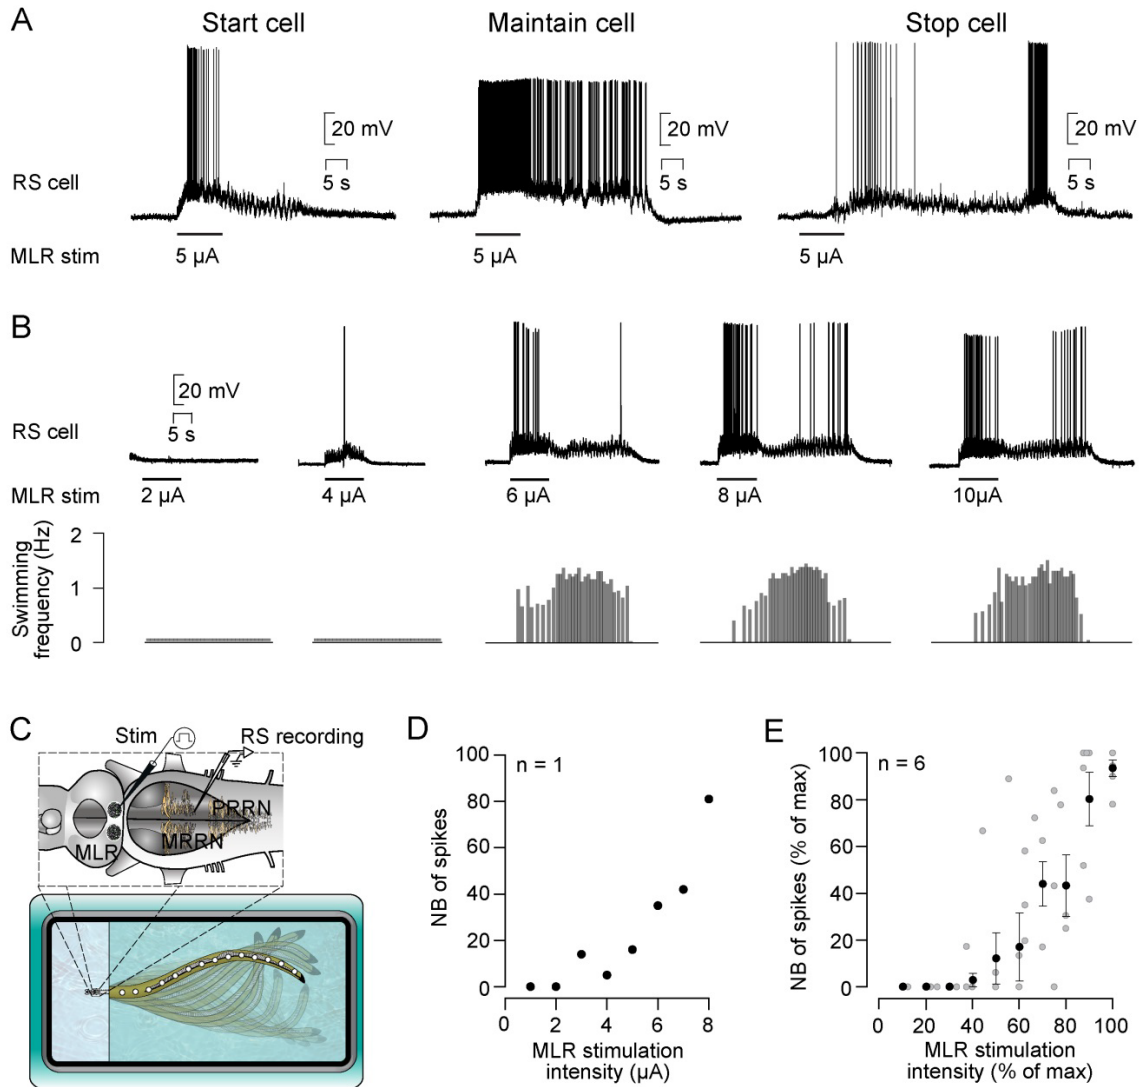 A
Start cell
Maintain cell
Stop cell
20 mV
5 s
20 mV
5 s
20 mV
5 s
RS cell
MLR stim
5 µA
5 µA
5 µA
B
20 mV
5 s
RS cell
MLR stim
2 µA
4 µA
6 µA
8 µA
10µA
Swimming
frequency (Hz)
2
1
0
C
Stim
RS recording
PRRN
MRRN
MLR
D
n = 1
NB of spikes
100
80
60
40
20
0
0 2 4 6 8
MLR stimulation
intensity (µA)
E
n = 6
NB of spikes (% of max)
100
80
60
40
20
0
0 20 40 60 80 100
MLR stimulation
intensity (% of max)